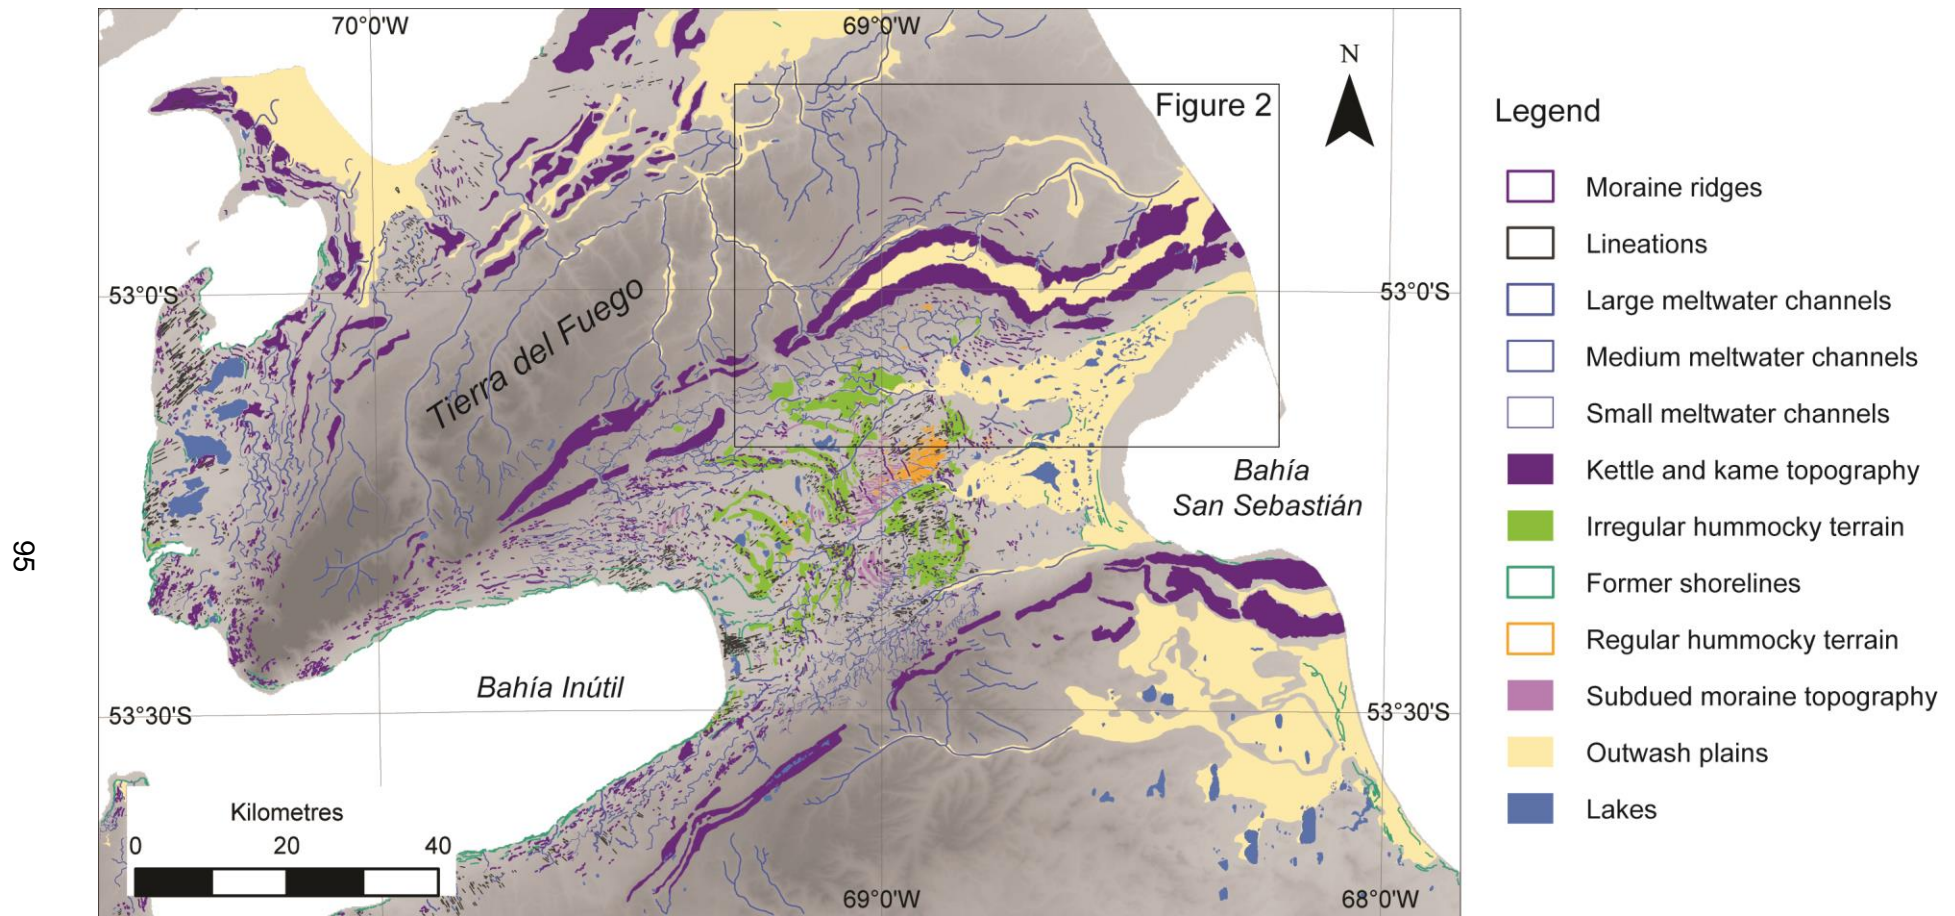 70°0'W
69°0'W
N
Figure 2
53°0'S
53°0'S
Tierra del Fuego
Bahía
San Sebastián
Bahía Inútil
53°30'S
53°30'S
Kilometres
0 20 40
69°0'W
68°0'W
95
Legend
Moraine ridges
Lineations
Large meltwater channels
Medium meltwater channels
Small meltwater channels
Kettle and kame topography
Irregular hummocky terrain
Former shorelines
Regular hummocky terrain
Subdued moraine topography
Outwash plains
Lakes